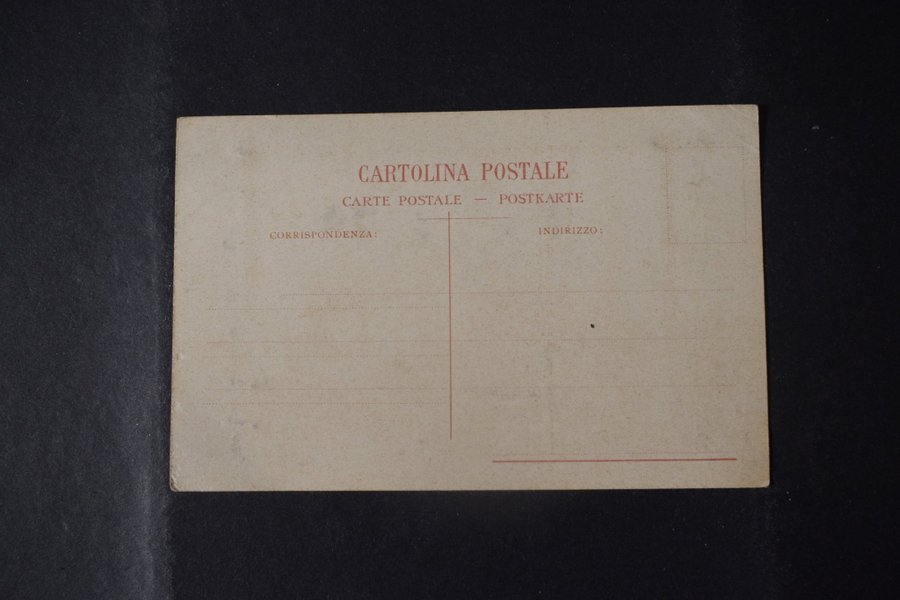 CARTOLINA POSTALE
CARTE POSTALE — POSTKARTE
CORRISPONDENZA:
INDIRIZZO: